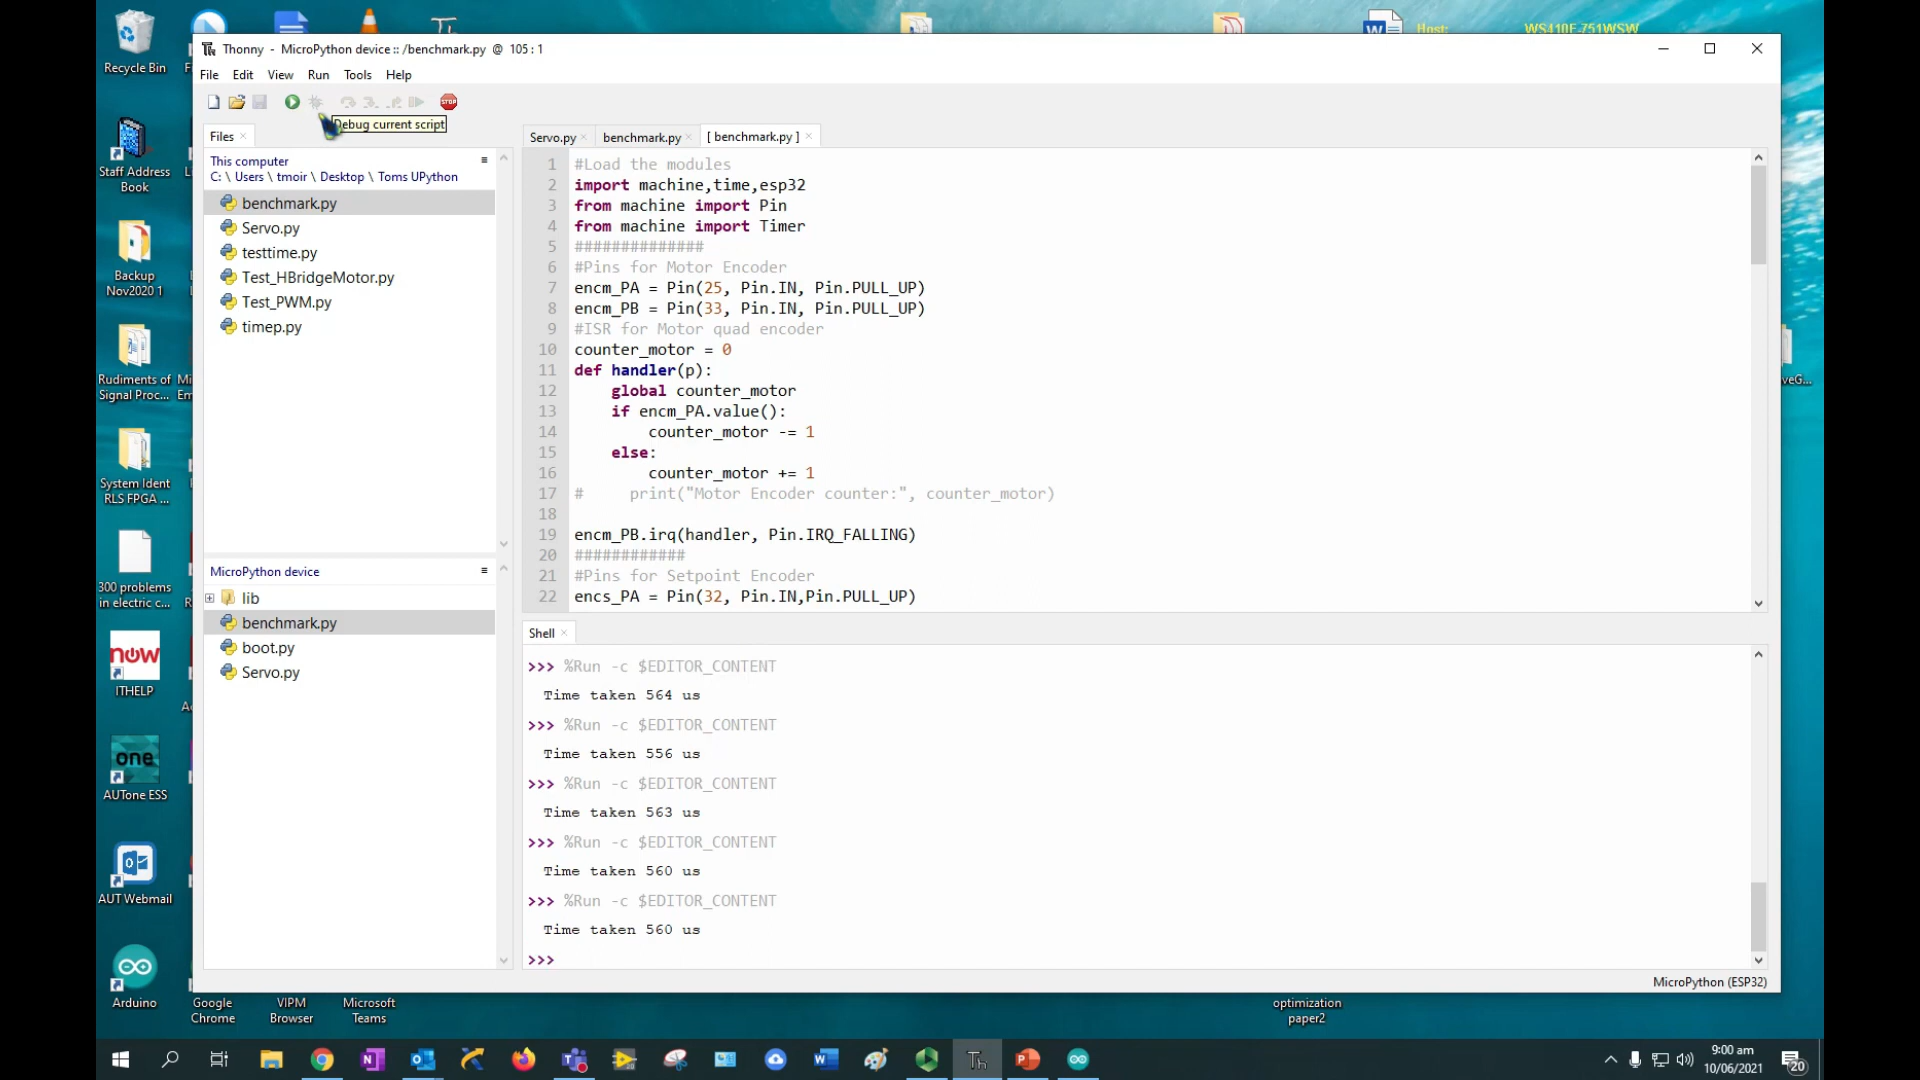 Recycle Bin
Host:
WS410E-751WSW
Thonny - MicroPython device :: /benchmark.py @ 105 : 1
File Edit View Run Tools Help
Debug current script
Files
This computer
C: \ Users \ tmoir \ Desktop \ Toms UPython
benchmark.py
Servo.py
testtime.py
Test_HBridgeMotor.py
Test_PWM.py
timep.py
MicroPython device
lib
benchmark.py
boot.py
Servo.py
Servo.py benchmark.py [ benchmark.py ]
1 #Load the modules
2 import machine,time,esp32
3 from machine import Pin
4 from machine import Timer
5 ##############
6 #Pins for Motor Encoder
7 encm_PA = Pin(25, Pin.IN, Pin.PULL_UP)
8 encm_PB = Pin(33, Pin.IN, Pin.PULL_UP)
9 #ISR for Motor quad encoder
10 counter_motor = 0
11 def handler(p):
12 global counter_motor
13 if encm_PA.value():
14 counter_motor -= 1
15 else:
16 counter_motor += 1
17 # print("Motor Encoder counter:", counter_motor)
18
19 encm_PB.irq(handler, Pin.IRQ_FALLING)
20 ############
21 #Pins for Setpoint Encoder
22 encs_PA = Pin(32, Pin.IN,Pin.PULL_UP)
Shell
>>> %Run -c $EDITOR_CONTENT
Time taken 564 us
>>> %Run -c $EDITOR_CONTENT
Time taken 556 us
>>> %Run -c $EDITOR_CONTENT
Time taken 563 us
>>> %Run -c $EDITOR_CONTENT
Time taken 560 us
>>> %Run -c $EDITOR_CONTENT
Time taken 560 us
>>>
MicroPython (ESP32)
Staff Address
Book
Backup
Nov2020 1
Rudiments of
Signal Proc...
System Ident
RLS FPGA ...
300 problems
in electric c...
now
ITHELP
one
AUTone ESS
AUT Webmail
Arduino
Google
Chrome
VIPM
Browser
Microsoft
Teams
optimization
paper2
veG...
9:00 am
10/06/2021
20